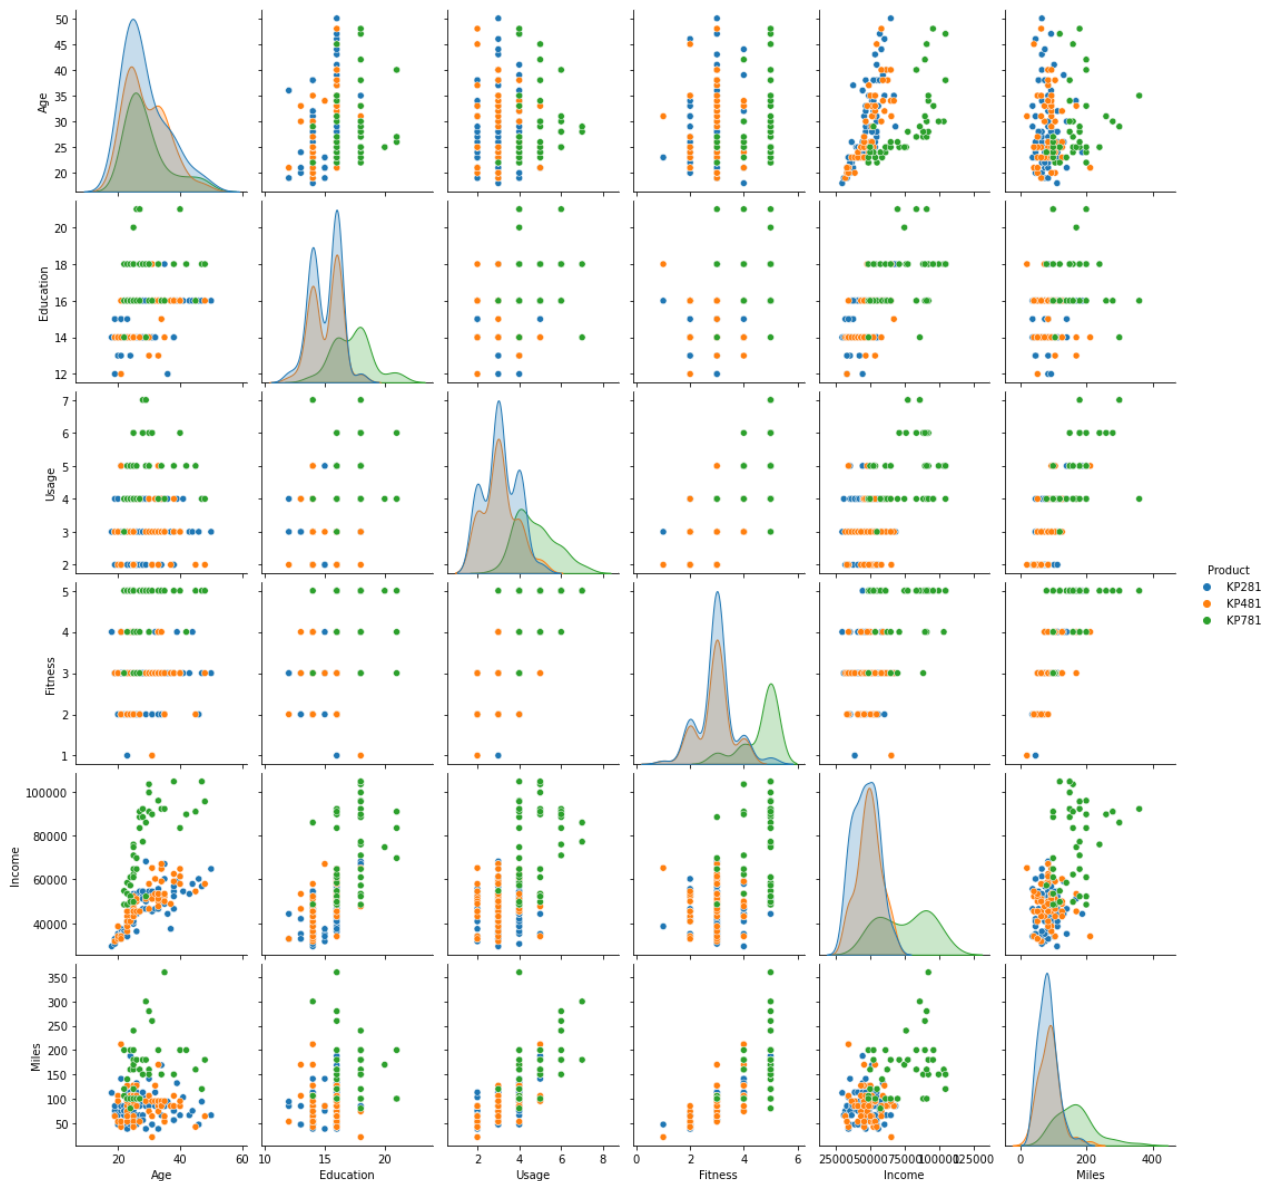 50
45
40
35
30
25
20
Age
20
18
16
14
12
Education
7
6
5
4
3
2
Usage
5
4
3
2
1
Fitness
100000
80000
60000
40000
Income
350
300
250
200
150
100
50
Miles
20 40 60
Age
10 15 20
Education
2 4 6 8
Usage
0 2 4 6
Fitness
25000 50000 75000 100000 125000
Income
0 200 400
Miles
Product
KP281
KP481
KP781